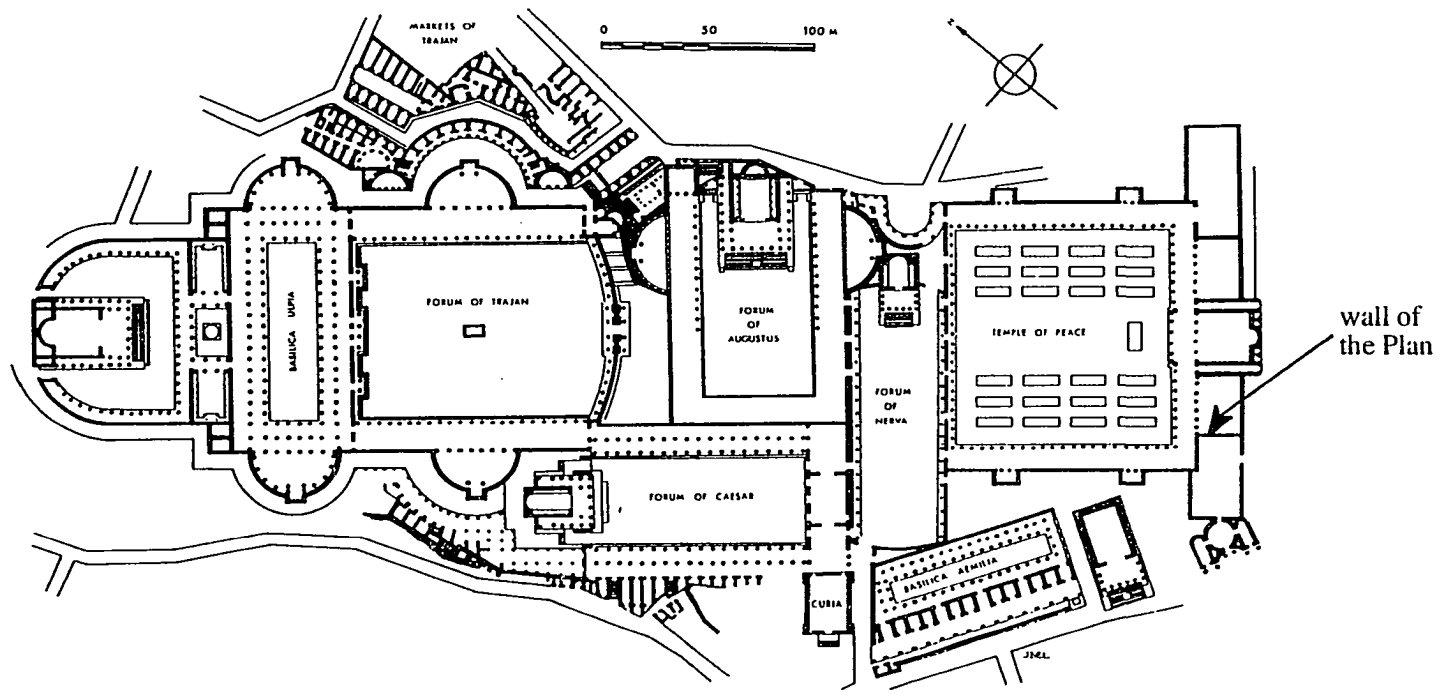 MARKETS OF
TRAJAN
0 50 100 M
N
BASILICA ULPIA
FORUM OF TRAJAN
FORUM
OF
AUGUSTUS
TEMPLE OF PEACE
wall of
the Plan
FORUM
OF
NERVA
FORUM OF CAESAR
BASILICA AEMILIA
CURIA